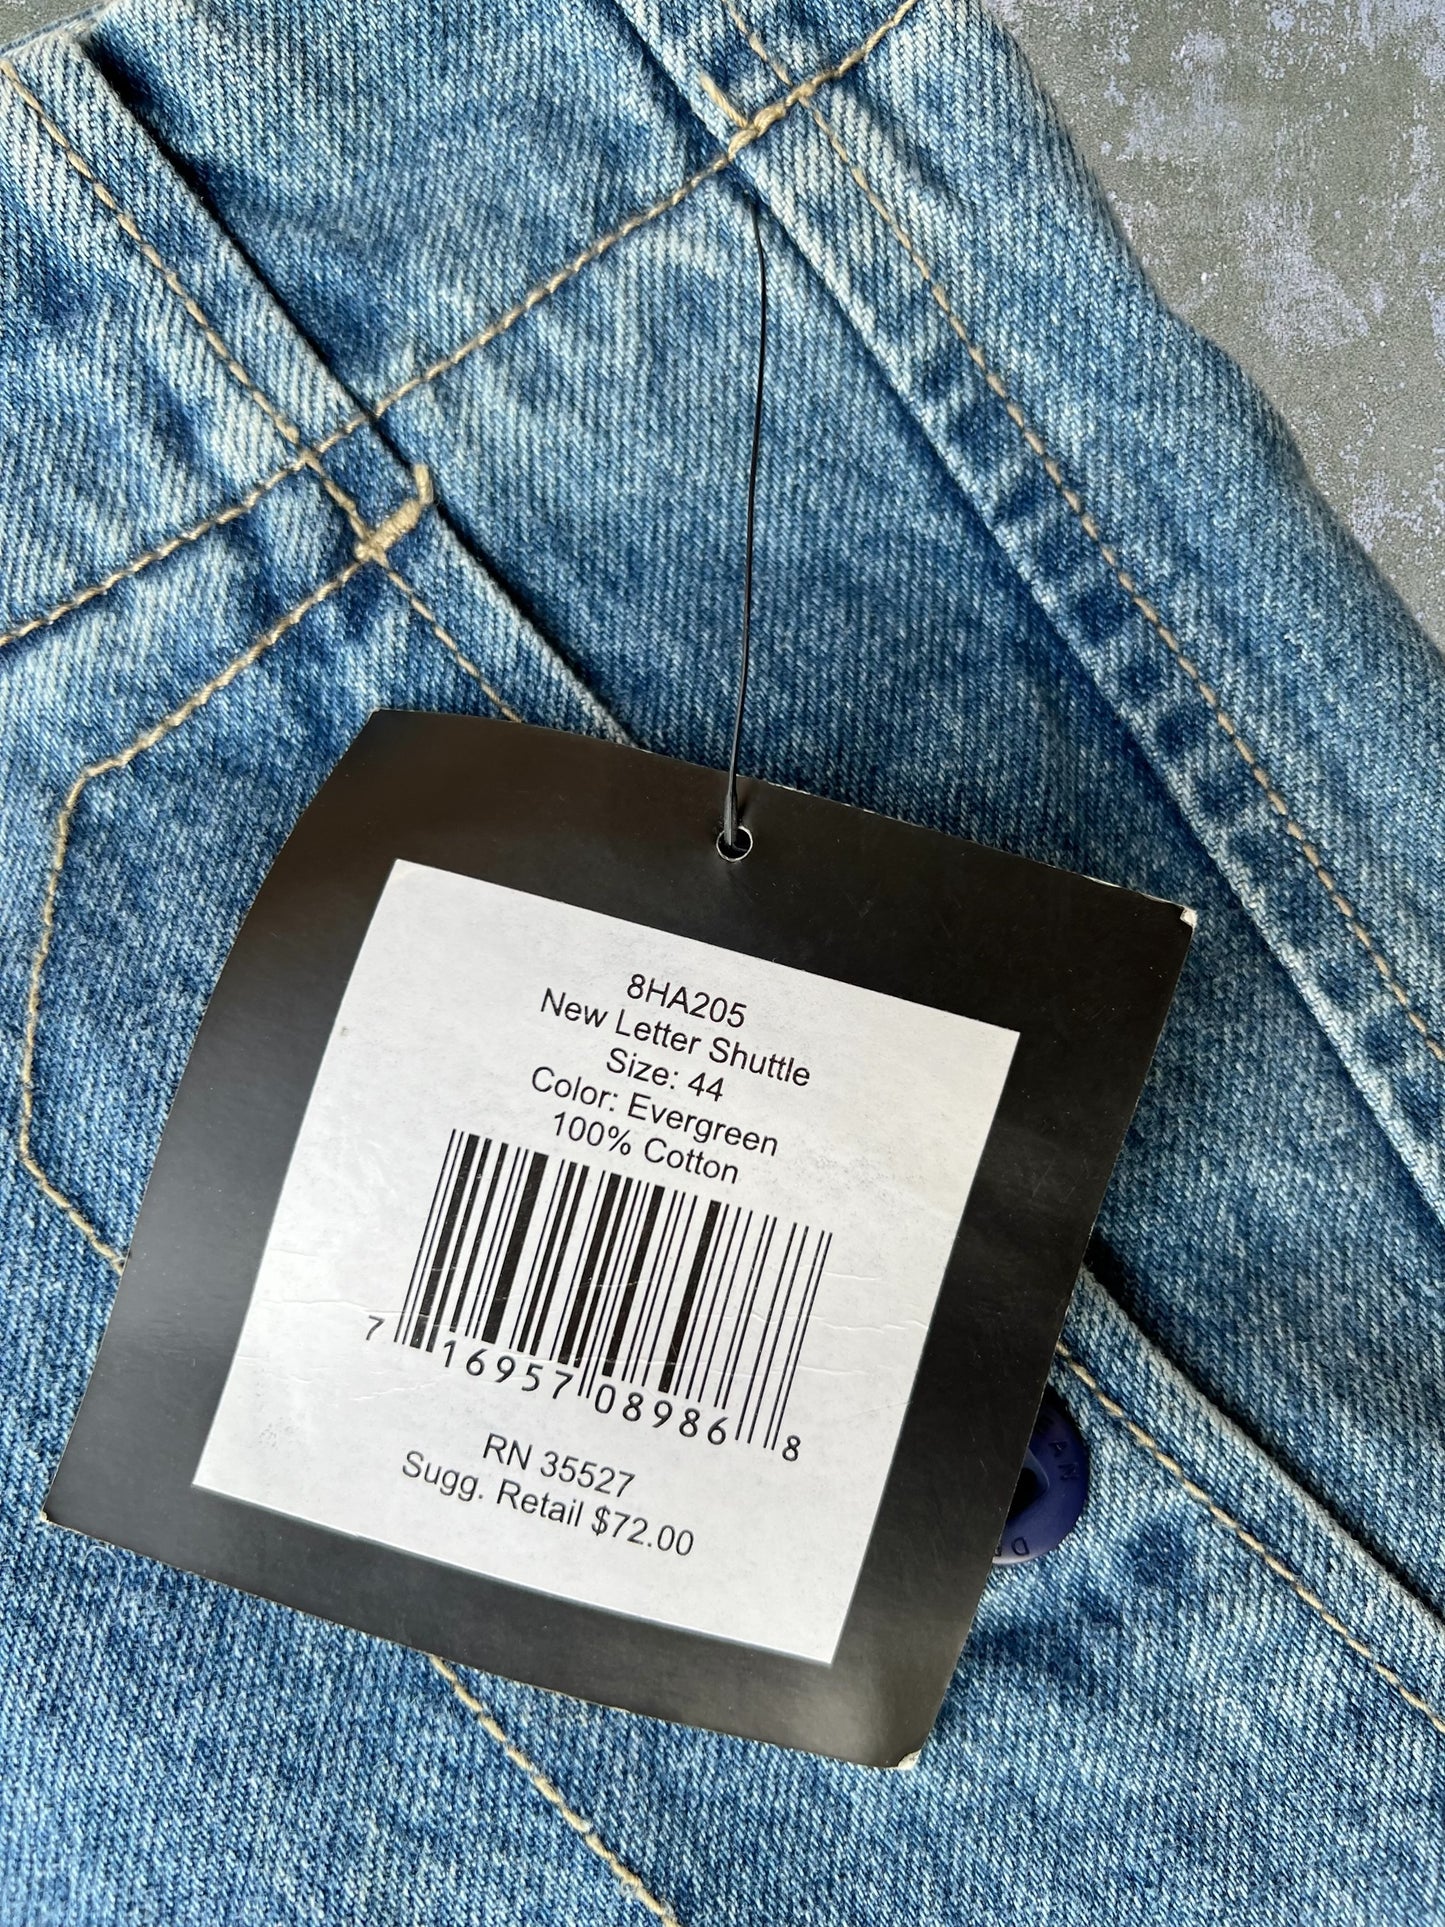 8HA205
New Letter Shuttle
Size: 44
Color: Evergreen
100% Cotton
7 16957 08986 8
RN 35527
Sugg. Retail $72.00